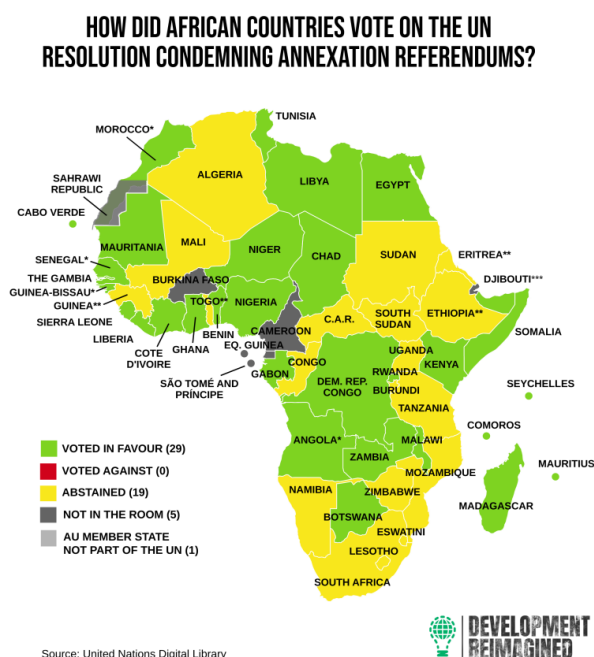 HOW DID AFRICAN COUNTRIES VOTE ON THE UN
RESOLUTION CONDEMNING ANNEXATION REFERENDUMS?
TUNISIA
MOROCCO*
ALGERIA
LIBYA
EGYPT
SAHRAWI
REPUBLIC
CABO VERDE
MAURITANIA
MALI
NIGER
CHAD
SUDAN
ERITREA**
SENEGAL*
THE GAMBIA
GUINEA-BISSAU*
GUINEA**
SIERRA LEONE
LIBERIA
COTE
D'IVOIRE
GHANA
BURKINA FASO
TOGO**
BENIN
NIGERIA
CAMEROON
EQ. GUINEA
SÃO TOMÉ AND
PRÍNCIPE
GABON
CONGO
C.A.R.
SOUTH
SUDAN
DJIBOUTI***
ETHIOPIA**
SOMALIA
UGANDA
KENYA
RWANDA
BURUNDI
DEM. REP.
CONGO
TANZANIA
SEYCHELLES
COMOROS
MAURITIUS
ANGOLA*
ZAMBIA
MALAWI
MOZAMBIQUE
MADAGASCAR
NAMIBIA
ZIMBABWE
BOTSWANA
ESWATINI
LESOTHO
SOUTH AFRICA
VOTED IN FAVOUR (29)
VOTED AGAINST (0)
ABSTAINED (19)
NOT IN THE ROOM (5)
AU MEMBER STATE
NOT PART OF THE UN (1)
DEVELOPMENT
REIMAGINED
Source: United Nations Digital Library